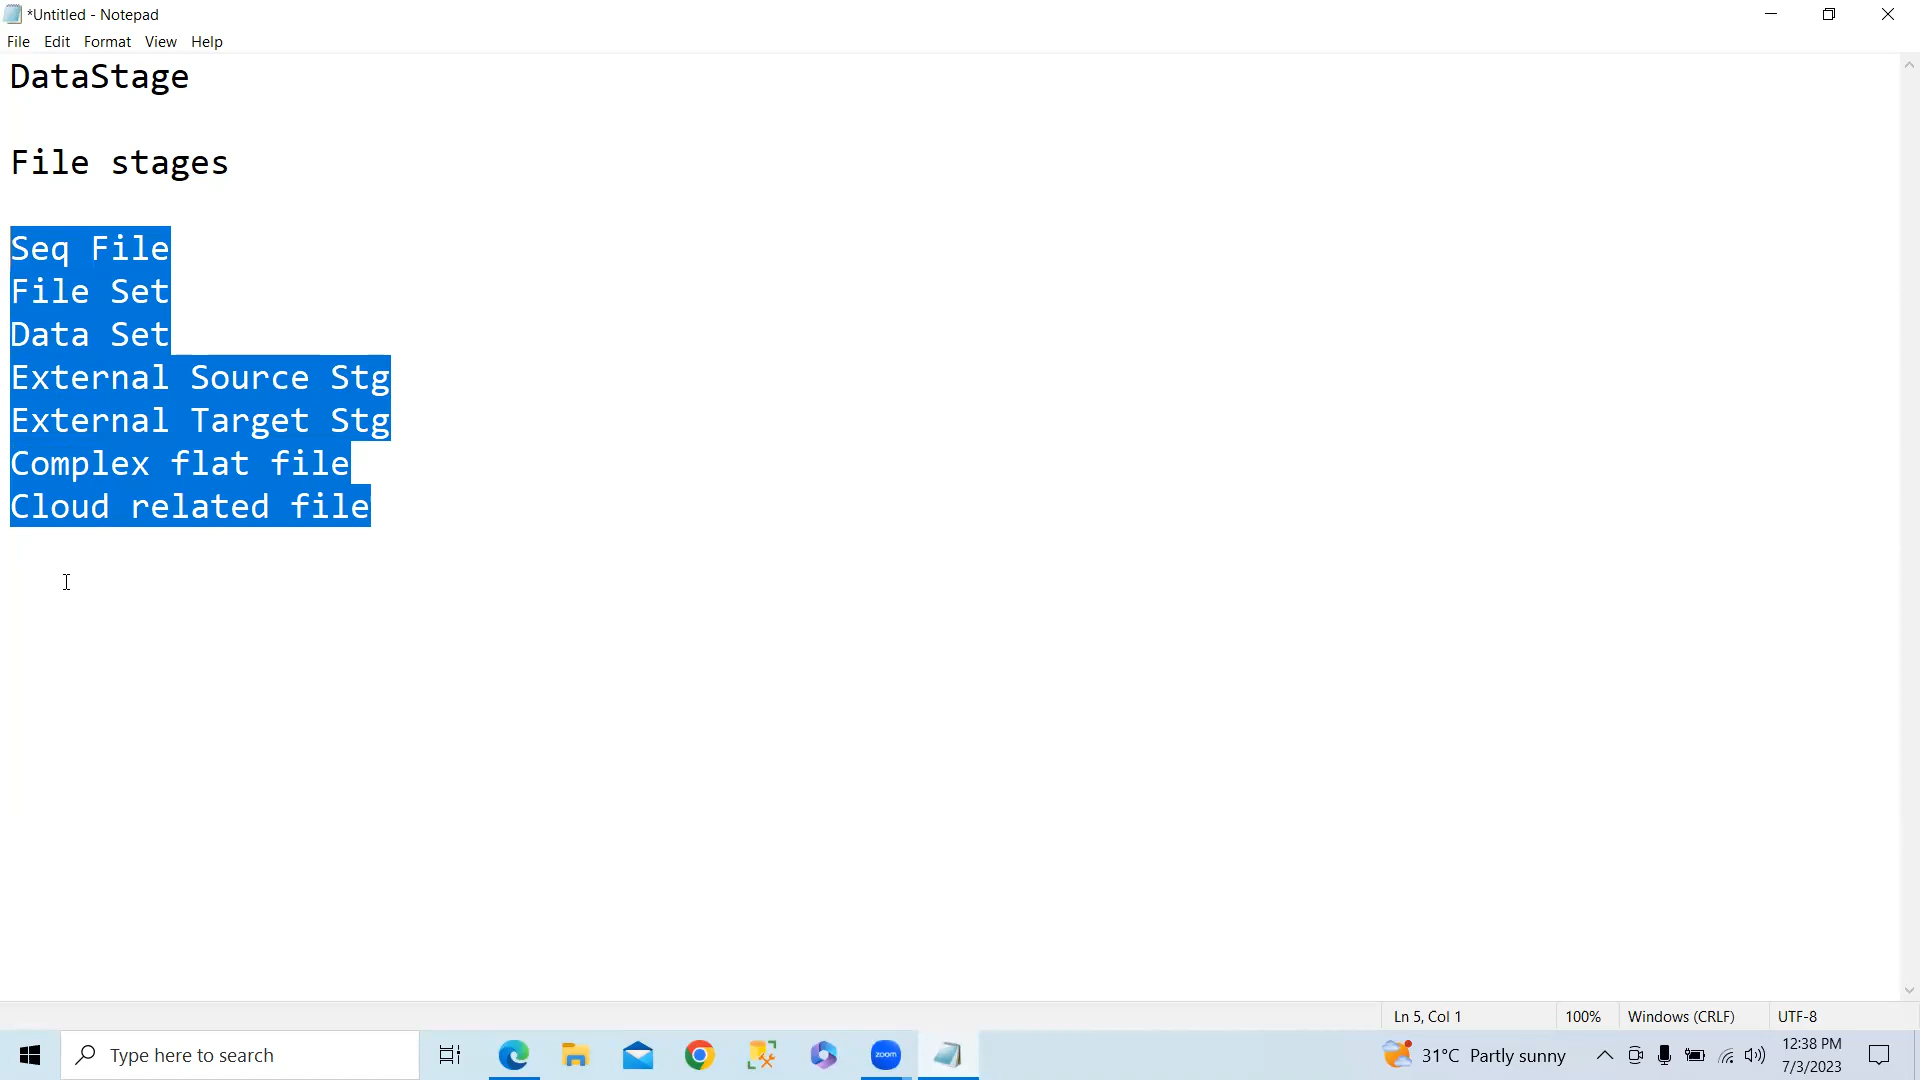 *Untitled - Notepad
File Edit Format View Help
DataStage
File stages
Seq File
File Set
Data Set
External Source Stg
External Target Stg
Complex flat file
Cloud related file
Ln 5, Col 1
100%
Windows (CRLF)
UTF-8
Type here to search
zoom
31°C Partly sunny
12:38 PM
7/3/2023